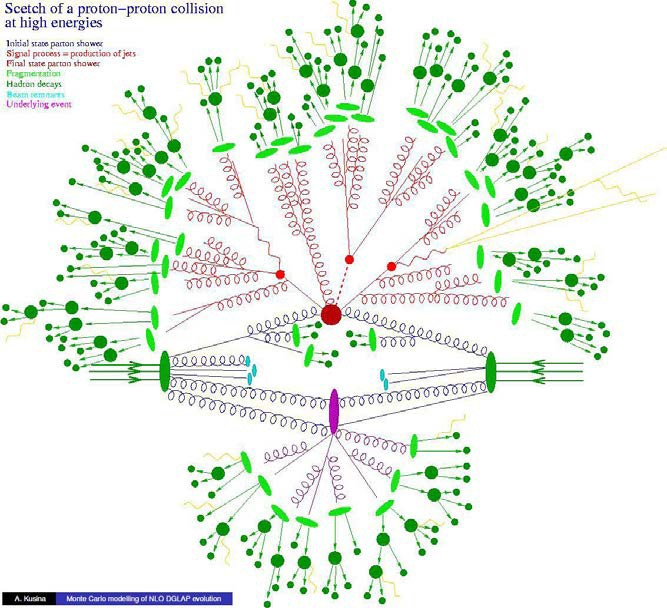 Scetch of a proton-proton collision
at high energies
Initial state parton shower
Signal process = production of jets
Final state parton shower
Fragmentation
Hadron decays
Beam remnants
Underlying event
A. Kusina Monte Carlo modelling of NLO DGLAP evolution